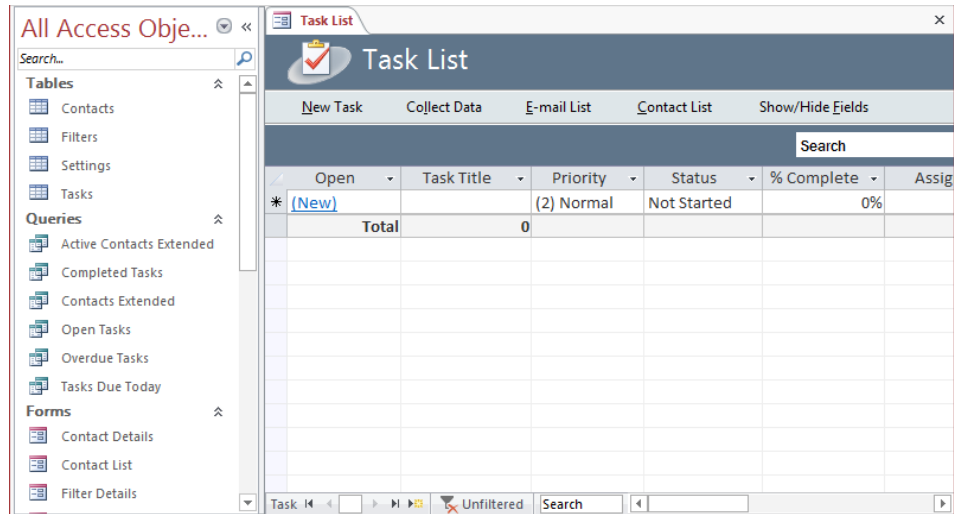 All Access Obje...
Search...
Tables
Contacts
Filters
Settings
Tasks
Queries
Active Contacts Extended
Completed Tasks
Contacts Extended
Open Tasks
Overdue Tasks
Tasks Due Today
Forms
Contact Details
Contact List
Filter Details
Task List
Task List
New Task Collect Data E-mail List Contact List Show/Hide Fields
Search
Open Task Title Priority Status % Complete Assig
(New) (2) Normal Not Started 0%
Total 0
Task Unfiltered Search